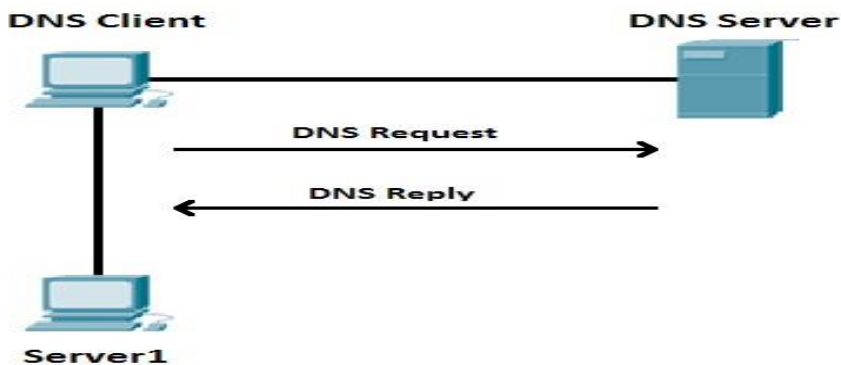 DNS Client
DNS Server
DNS Request
DNS Reply
Server1